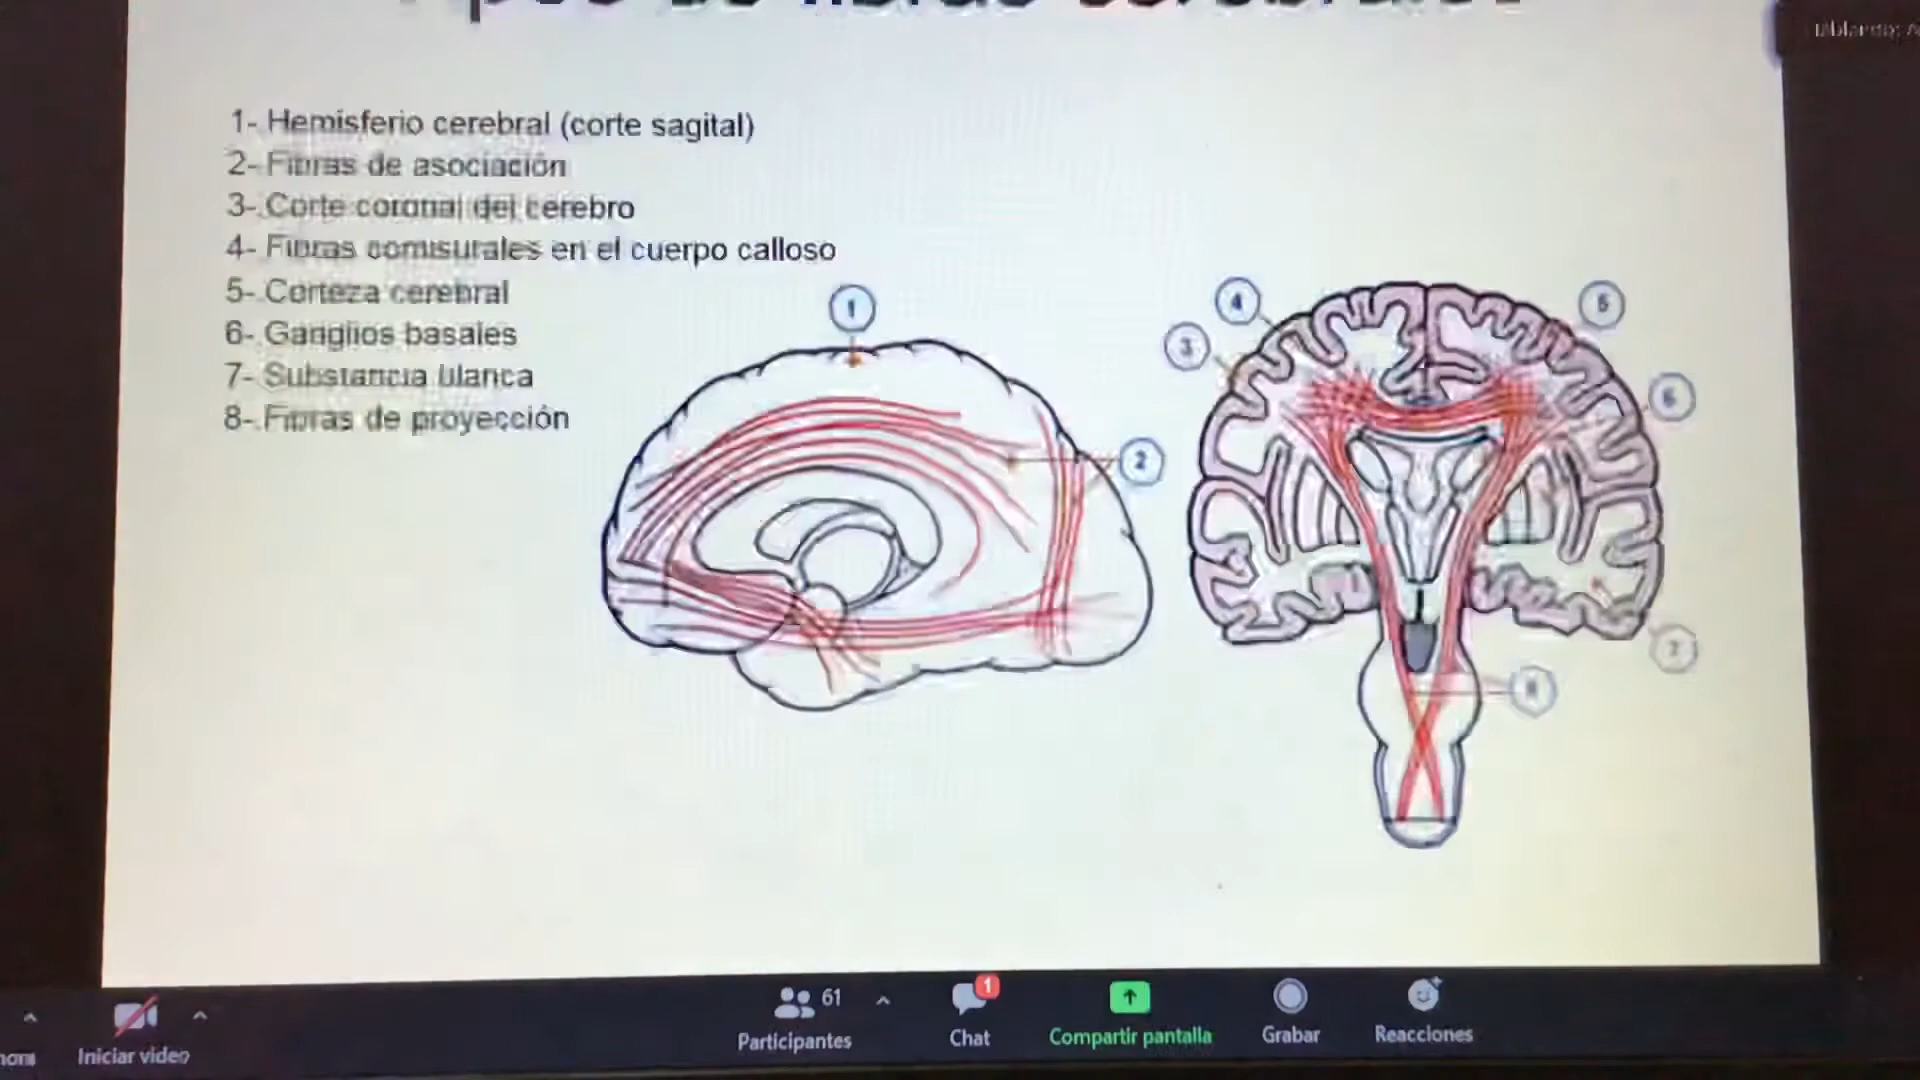 1- Hemisferio cerebral (corte sagital)
2- Fibras de asociación
3- Corte coronal del cerebro
4- Fibras comisurales en el cuerpo calloso
5- Corteza cerebral
6- Ganglios basales
7- Substancia blanca
8- Fibras de proyección
1
4
5
3
6
2
7
8
61
1
Participantes
Chat
Compartir pantalla
Grabar
Reacciones
Iniciar video